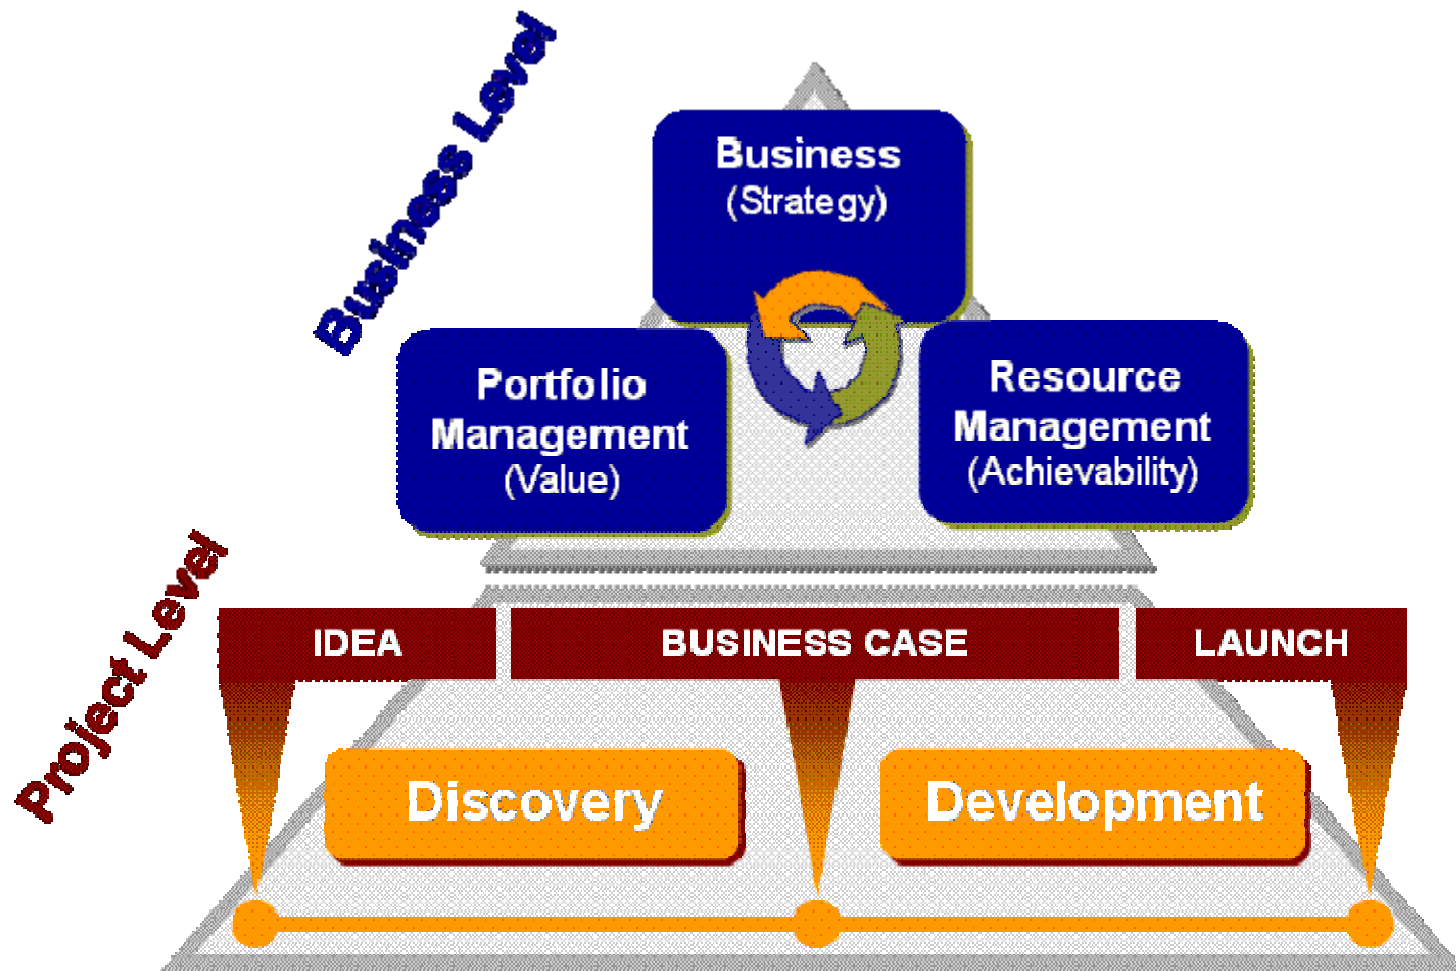 Business Level
Business
(Strategy)
Portfolio
Management
(Value)
Resource
Management
(Achievability)
Project Level
IDEA
BUSINESS CASE
LAUNCH
Discovery
Development